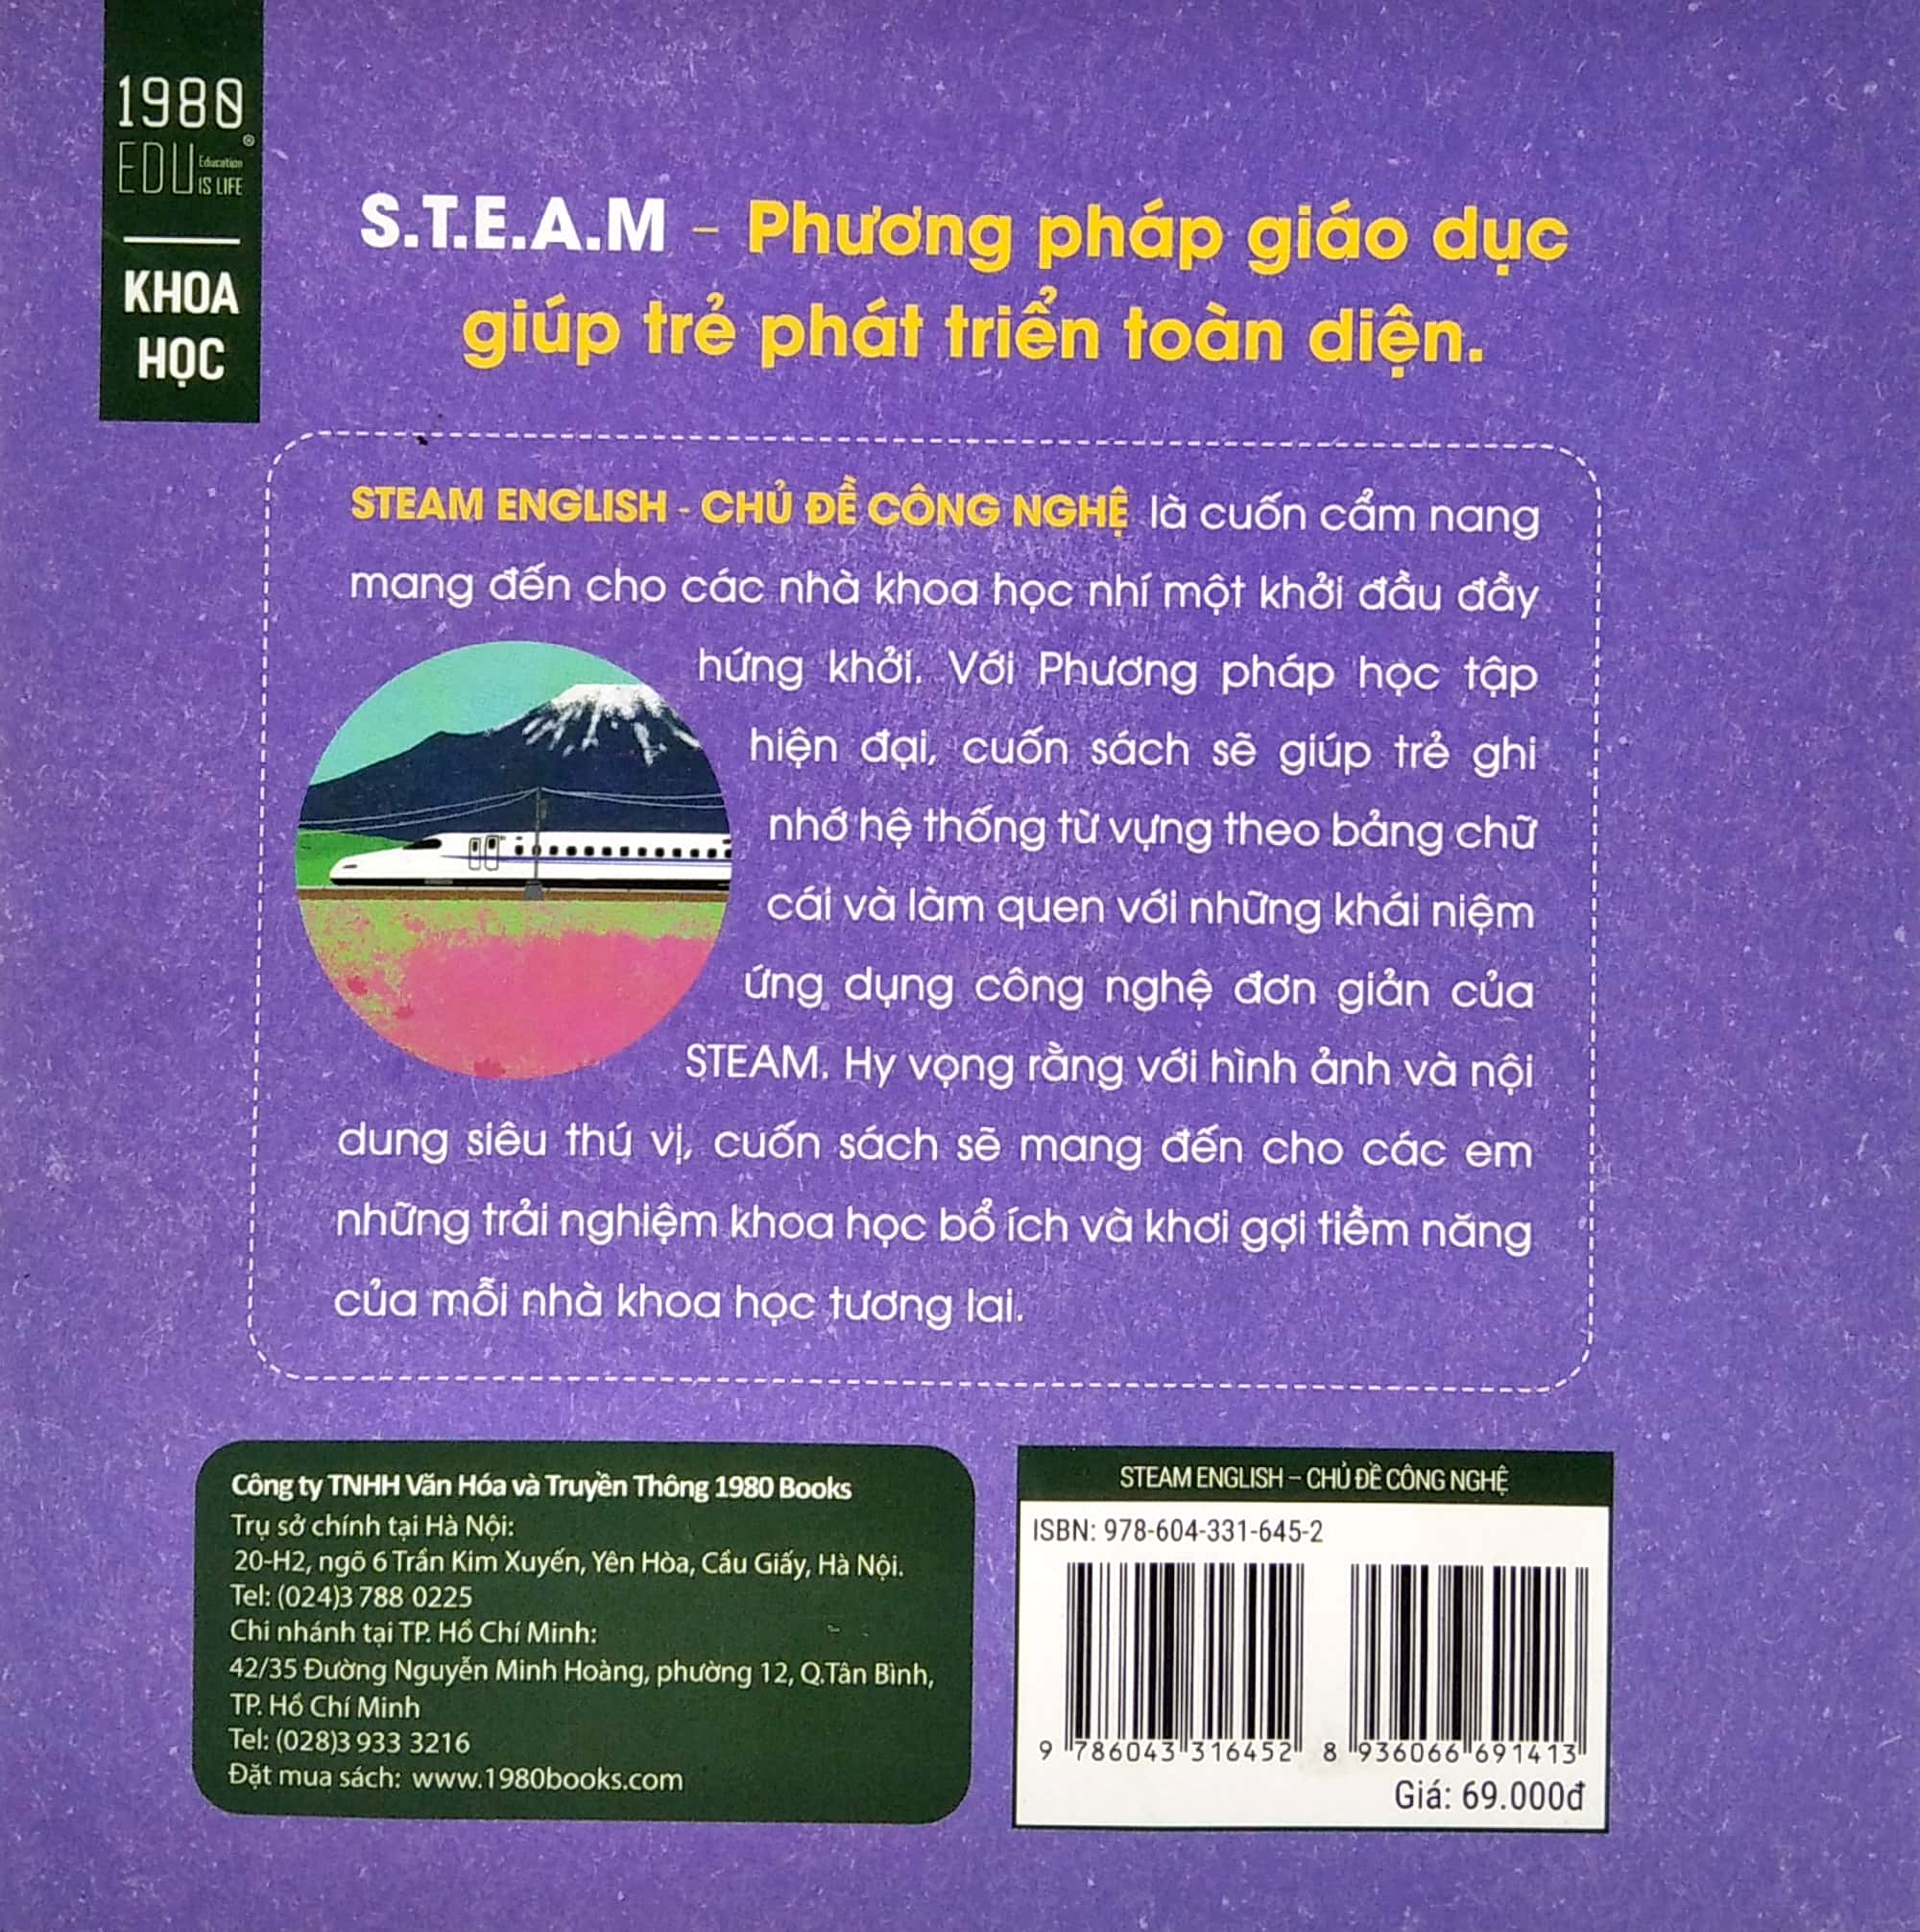 1980
EDU Education IS LIFE
®
KHOA
HỌC
S.T.E.A.M – Phương pháp giáo dục
giúp trẻ phát triển toàn diện.
STEAM ENGLISH - CHỦ ĐỀ CÔNG NGHỆ là cuốn cẩm nang
mang đến cho các nhà khoa học nhí một khởi đầu đầy
hứng khởi. Với Phương pháp học tập
hiện đại, cuốn sách sẽ giúp trẻ ghi
nhớ hệ thống từ vựng theo bảng chữ
cái và làm quen với những khái niệm
ứng dụng công nghệ đơn giản của
STEAM. Hy vọng rằng với hình ảnh và nội
dung siêu thú vị, cuốn sách sẽ mang đến cho các em
những trải nghiệm khoa học bổ ích và khơi gợi tiềm năng
của mỗi nhà khoa học tương lai.
Công ty TNHH Văn Hóa và Truyền Thông 1980 Books
Trụ sở chính tại Hà Nội:
20-H2, ngõ 6 Trần Kim Xuyến, Yên Hòa, Cầu Giấy, Hà Nội.
Tel: (024)3 788 0225
Chi nhánh tại TP. Hồ Chí Minh:
42/35 Đường Nguyễn Minh Hoàng, phường 12, Q.Tân Bình,
TP. Hồ Chí Minh
Tel: (028)3 933 3216
Đặt mua sách: www.1980books.com
STEAM ENGLISH – CHỦ ĐỀ CÔNG NGHỆ
ISBN: 978-604-331-645-2
9 786043 316452 8 936066 691413
Giá: 69.000đ